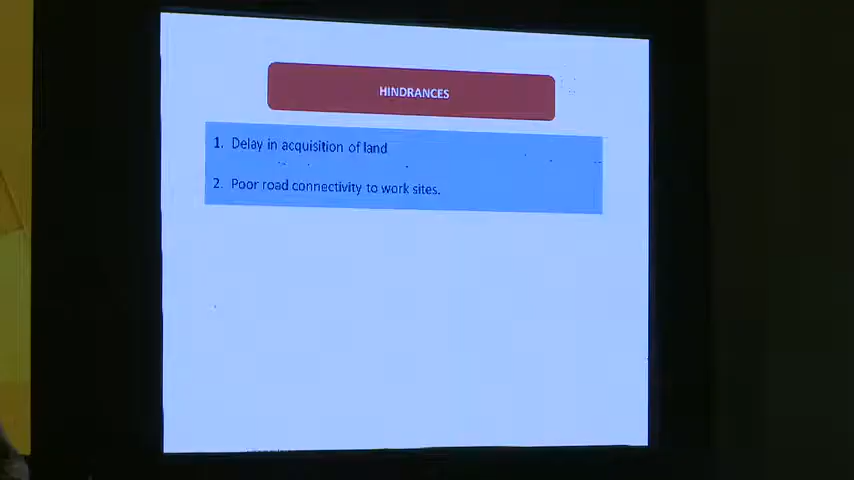 HINDRANCES
1. Delay in acquisition of land
2. Poor road connectivity to work sites.